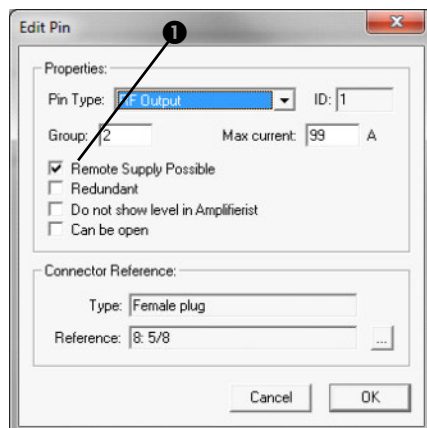 Edit Pin
1
Properties:
Pin Type: RF Output ID: 1
Group: 2 Max current: 99 A
Remote Supply Possible
Redundant
Do not show level in Amplifierist
Can be open
Connector Reference:
Type: Female plug
Reference: 8: 5/8 ...
Cancel OK